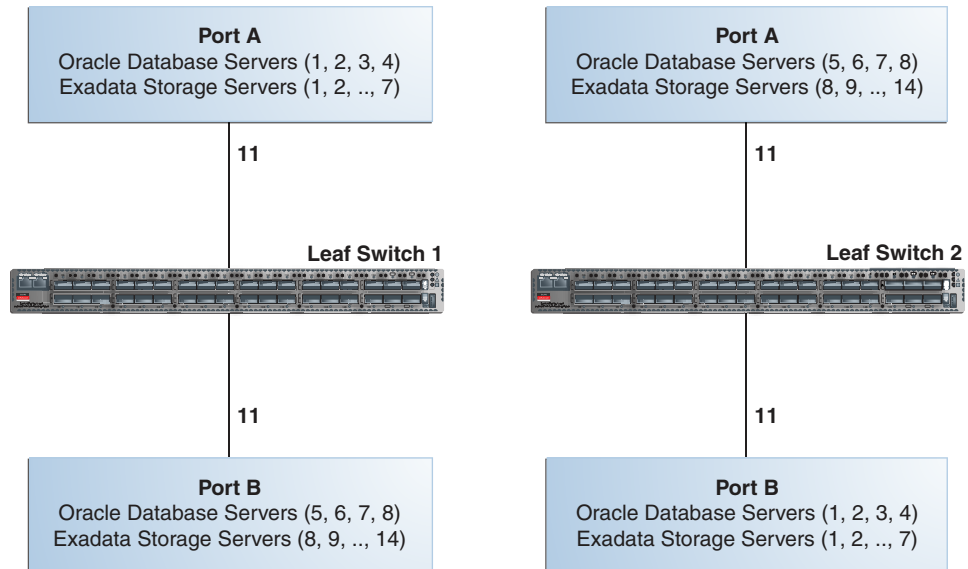 Port A
Oracle Database Servers (1, 2, 3, 4)
Exadata Storage Servers (1, 2, .., 7)
11
Leaf Switch 1
11
Port B
Oracle Database Servers (5, 6, 7, 8)
Exadata Storage Servers (8, 9, .., 14)
Port A
Oracle Database Servers (5, 6, 7, 8)
Exadata Storage Servers (8, 9, .., 14)
11
Leaf Switch 2
11
Port B
Oracle Database Servers (1, 2, 3, 4)
Exadata Storage Servers (1, 2, .., 7)